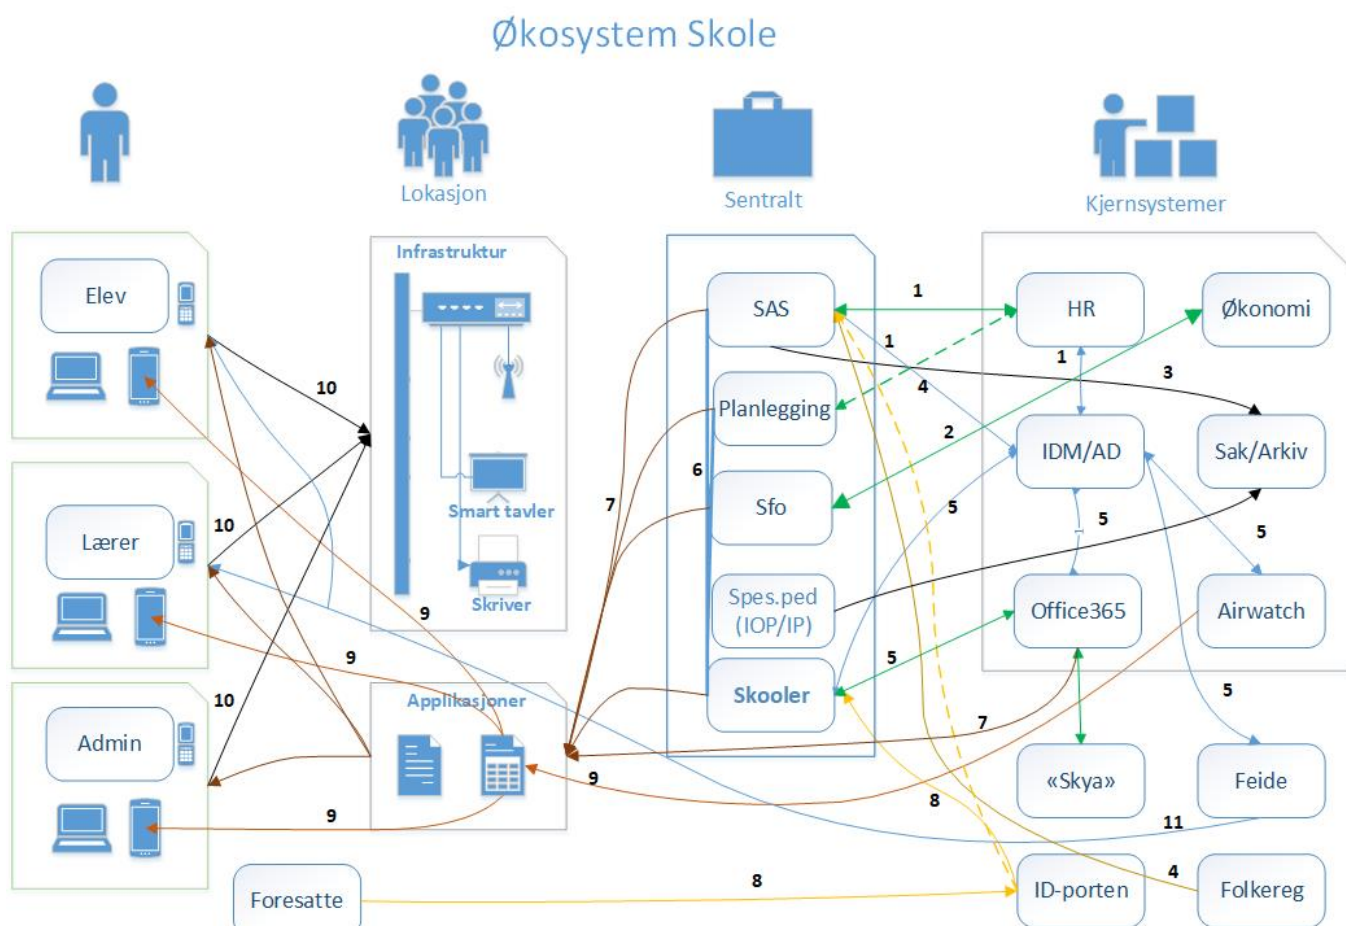 Økosystem Skole
Lokasjon
Sentralt
Kjernsystemer
Elev
Infrastruktur
SAS
1
HR
Økonomi
1
1
3
10
4
Planlegging
2
Smart tavler
6
IDM/AD
Sak/Arkiv
7
Sfo
5
5
5
1
10
Lærer
Skriver
Spes.ped
(IOP/IP)
Office365
Airwatch
9
9
5
Skooler
5
10
Applikasjoner
7
Admin
«Skya»
Feide
9
9
8
11
Foresatte
8
ID-porten
4
Folkereg